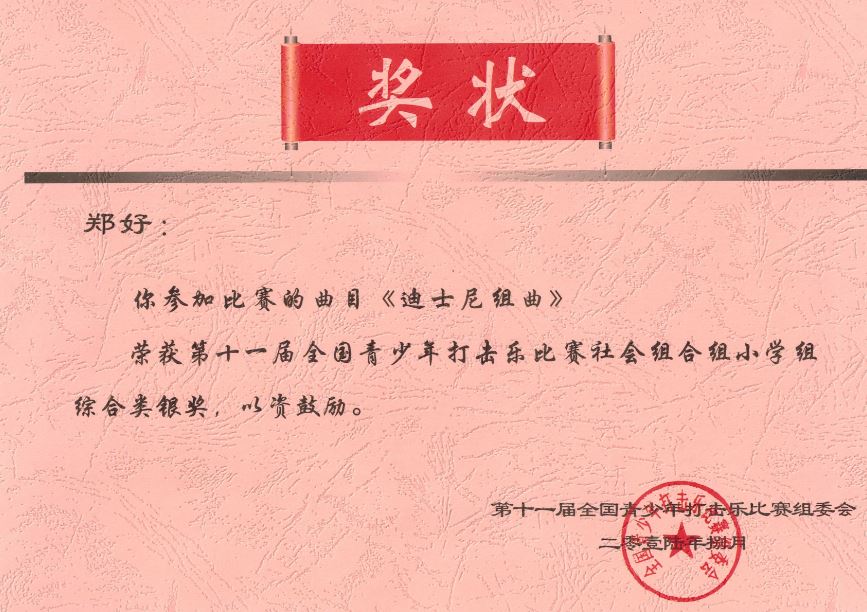 奖状
郑好：
你参加比赛的曲目《迪士尼组曲》
荣获第十一届全国青少年打击乐比赛社会组合组小学组
综合类银奖，以资鼓励。
第十一届全国青少年打击乐比赛组委会
二零壹陆年捌月
全国青少年打击乐比赛组委会